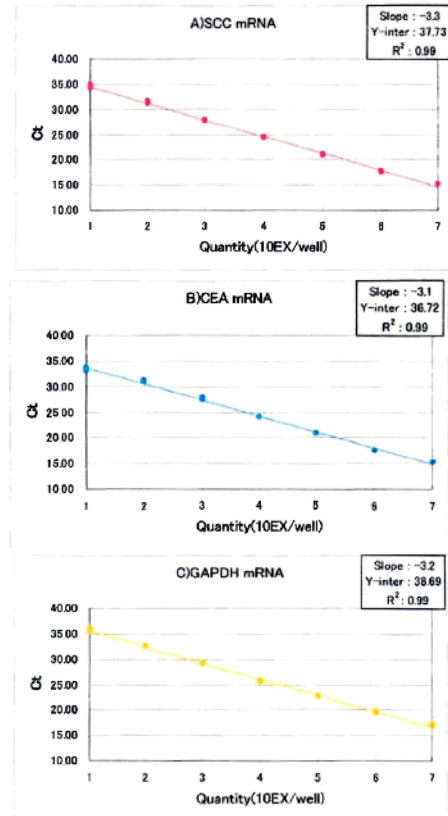 A)SCC mRNA
Slope : -3.3
Y-inter : 37.73
R² : 0.99
Ct
40.00
35.00
30.00
25.00
20.00
15.00
10.00
1 2 3 4 5 6 7
Quantity(10EX/well)
B)CEA mRNA
Slope : -3.1
Y-inter : 36.72
R² : 0.99
Ct
40.00
35.00
30.00
25.00
20.00
15.00
10.00
1 2 3 4 5 6 7
Quantity(10EX/well)
C)GAPDH mRNA
Slope : -3.2
Y-inter : 38.69
R² : 0.99
Ct
40.00
35.00
30.00
25.00
20.00
15.00
10.00
1 2 3 4 5 6 7
Quantity(10EX/well)